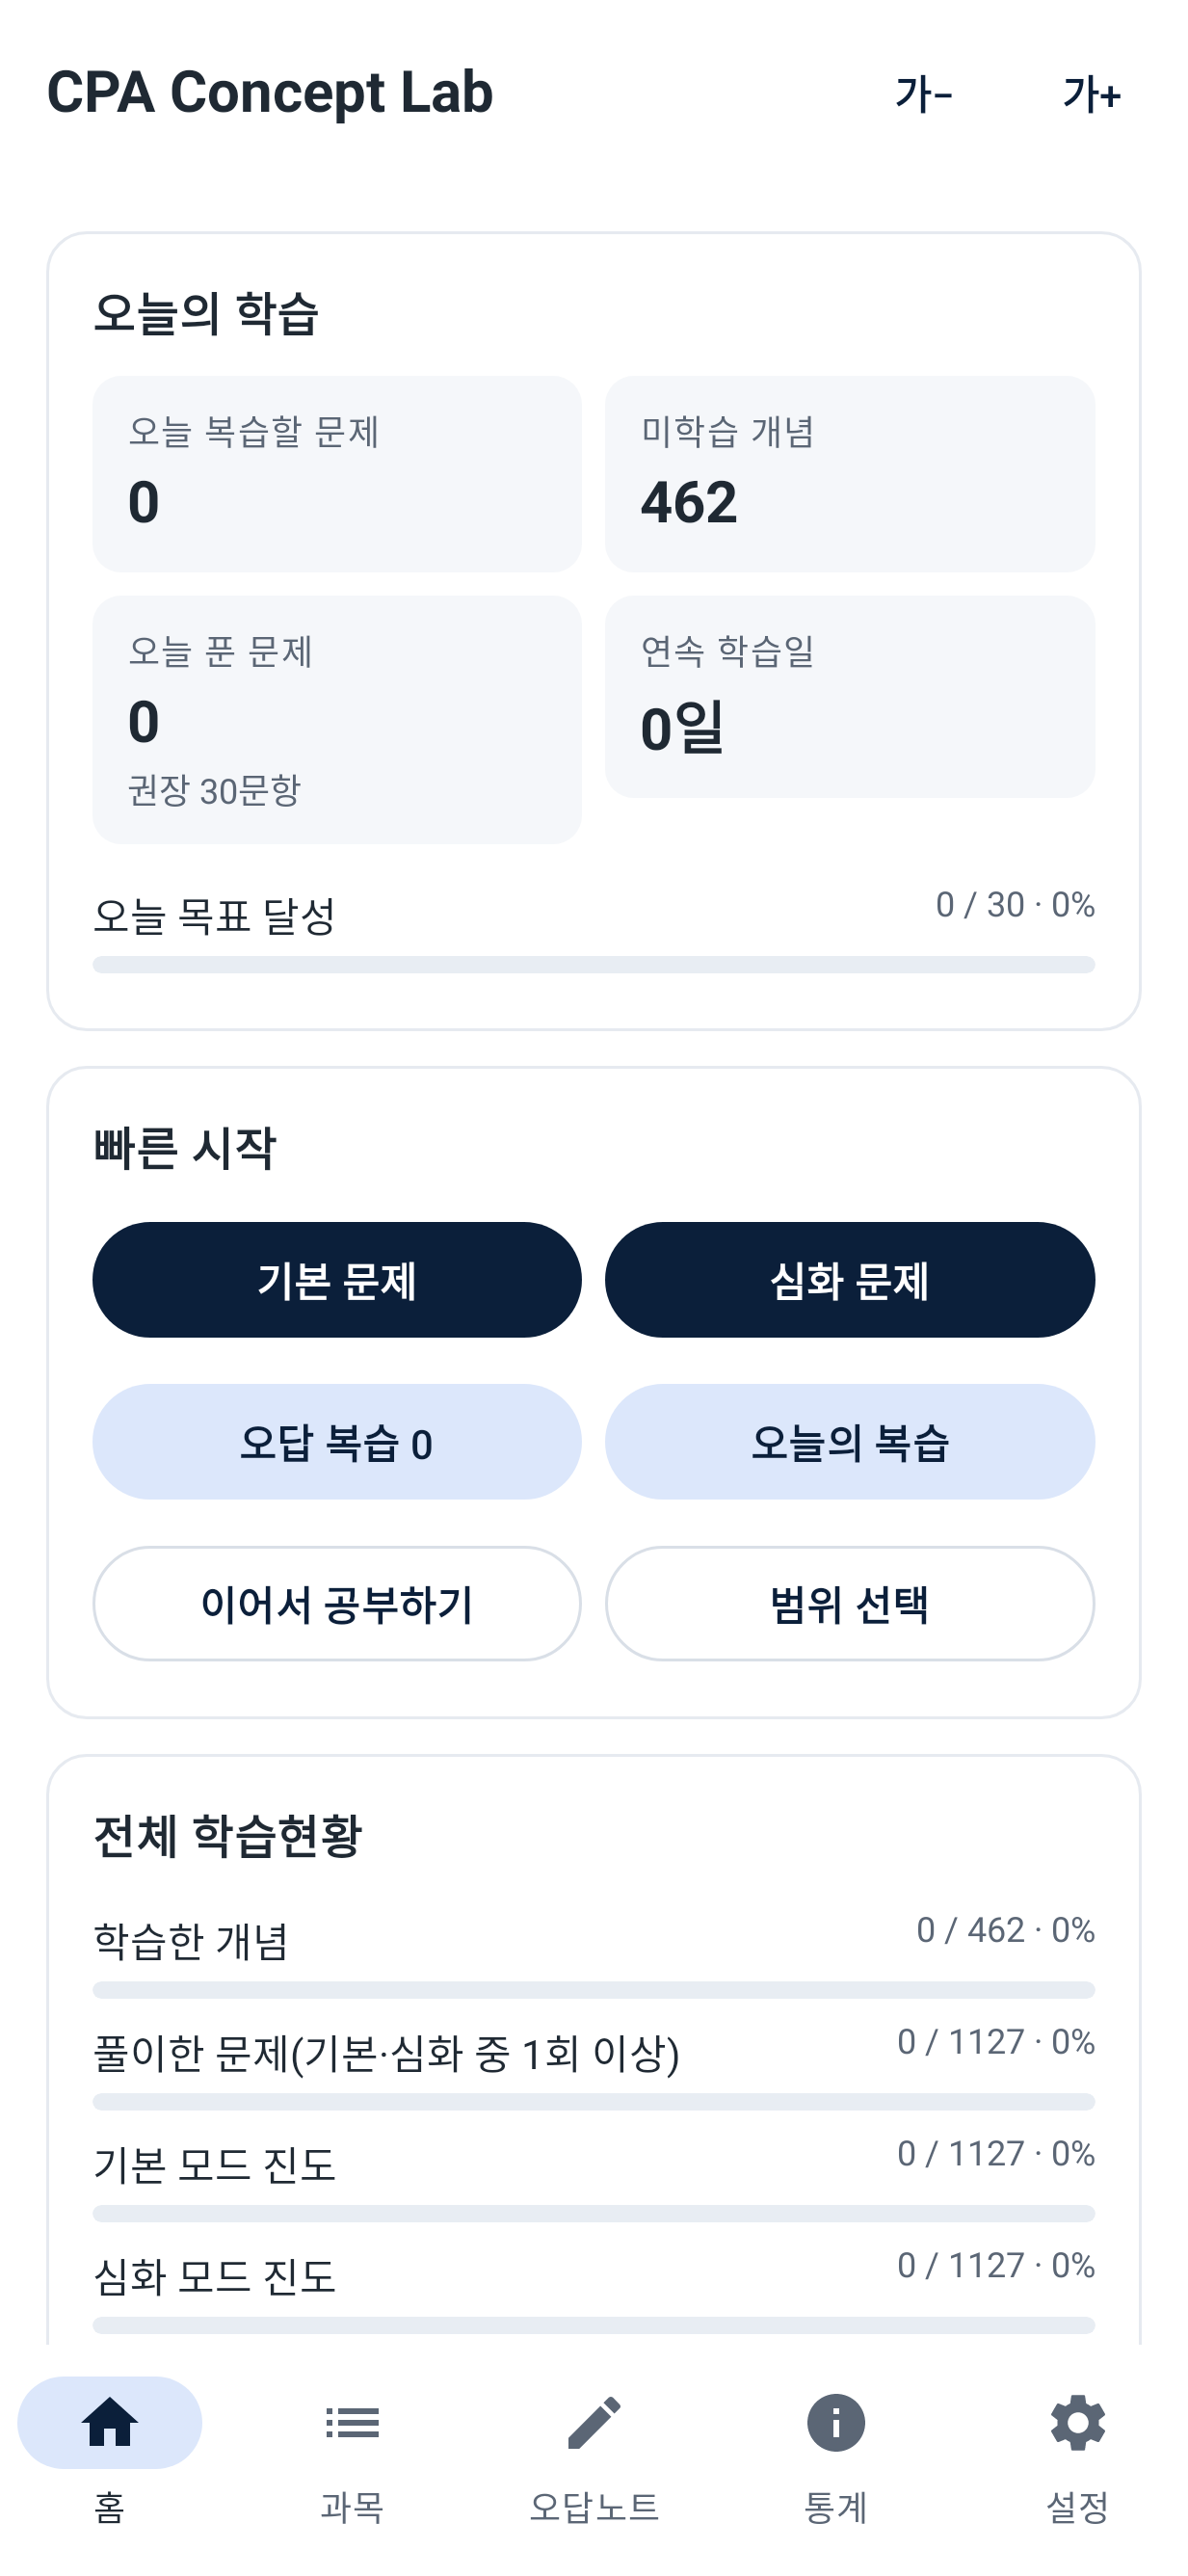 CPA Concept Lab 가- 가+
오늘의 학습
오늘 복습할 문제
0
미학습 개념
462
오늘 푼 문제
0
권장 30문항
연속 학습일
0일
오늘 목표 달성 0 / 30 · 0%
빠른 시작
기본 문제 심화 문제
오답 복습 0 오늘의 복습
이어서 공부하기 범위 선택
전체 학습현황
학습한 개념 0 / 462 · 0%
풀이한 문제(기본·심화 중 1회 이상) 0 / 1127 · 0%
기본 모드 진도 0 / 1127 · 0%
심화 모드 진도 0 / 1127 · 0%
홈 과목 오답노트 통계 설정